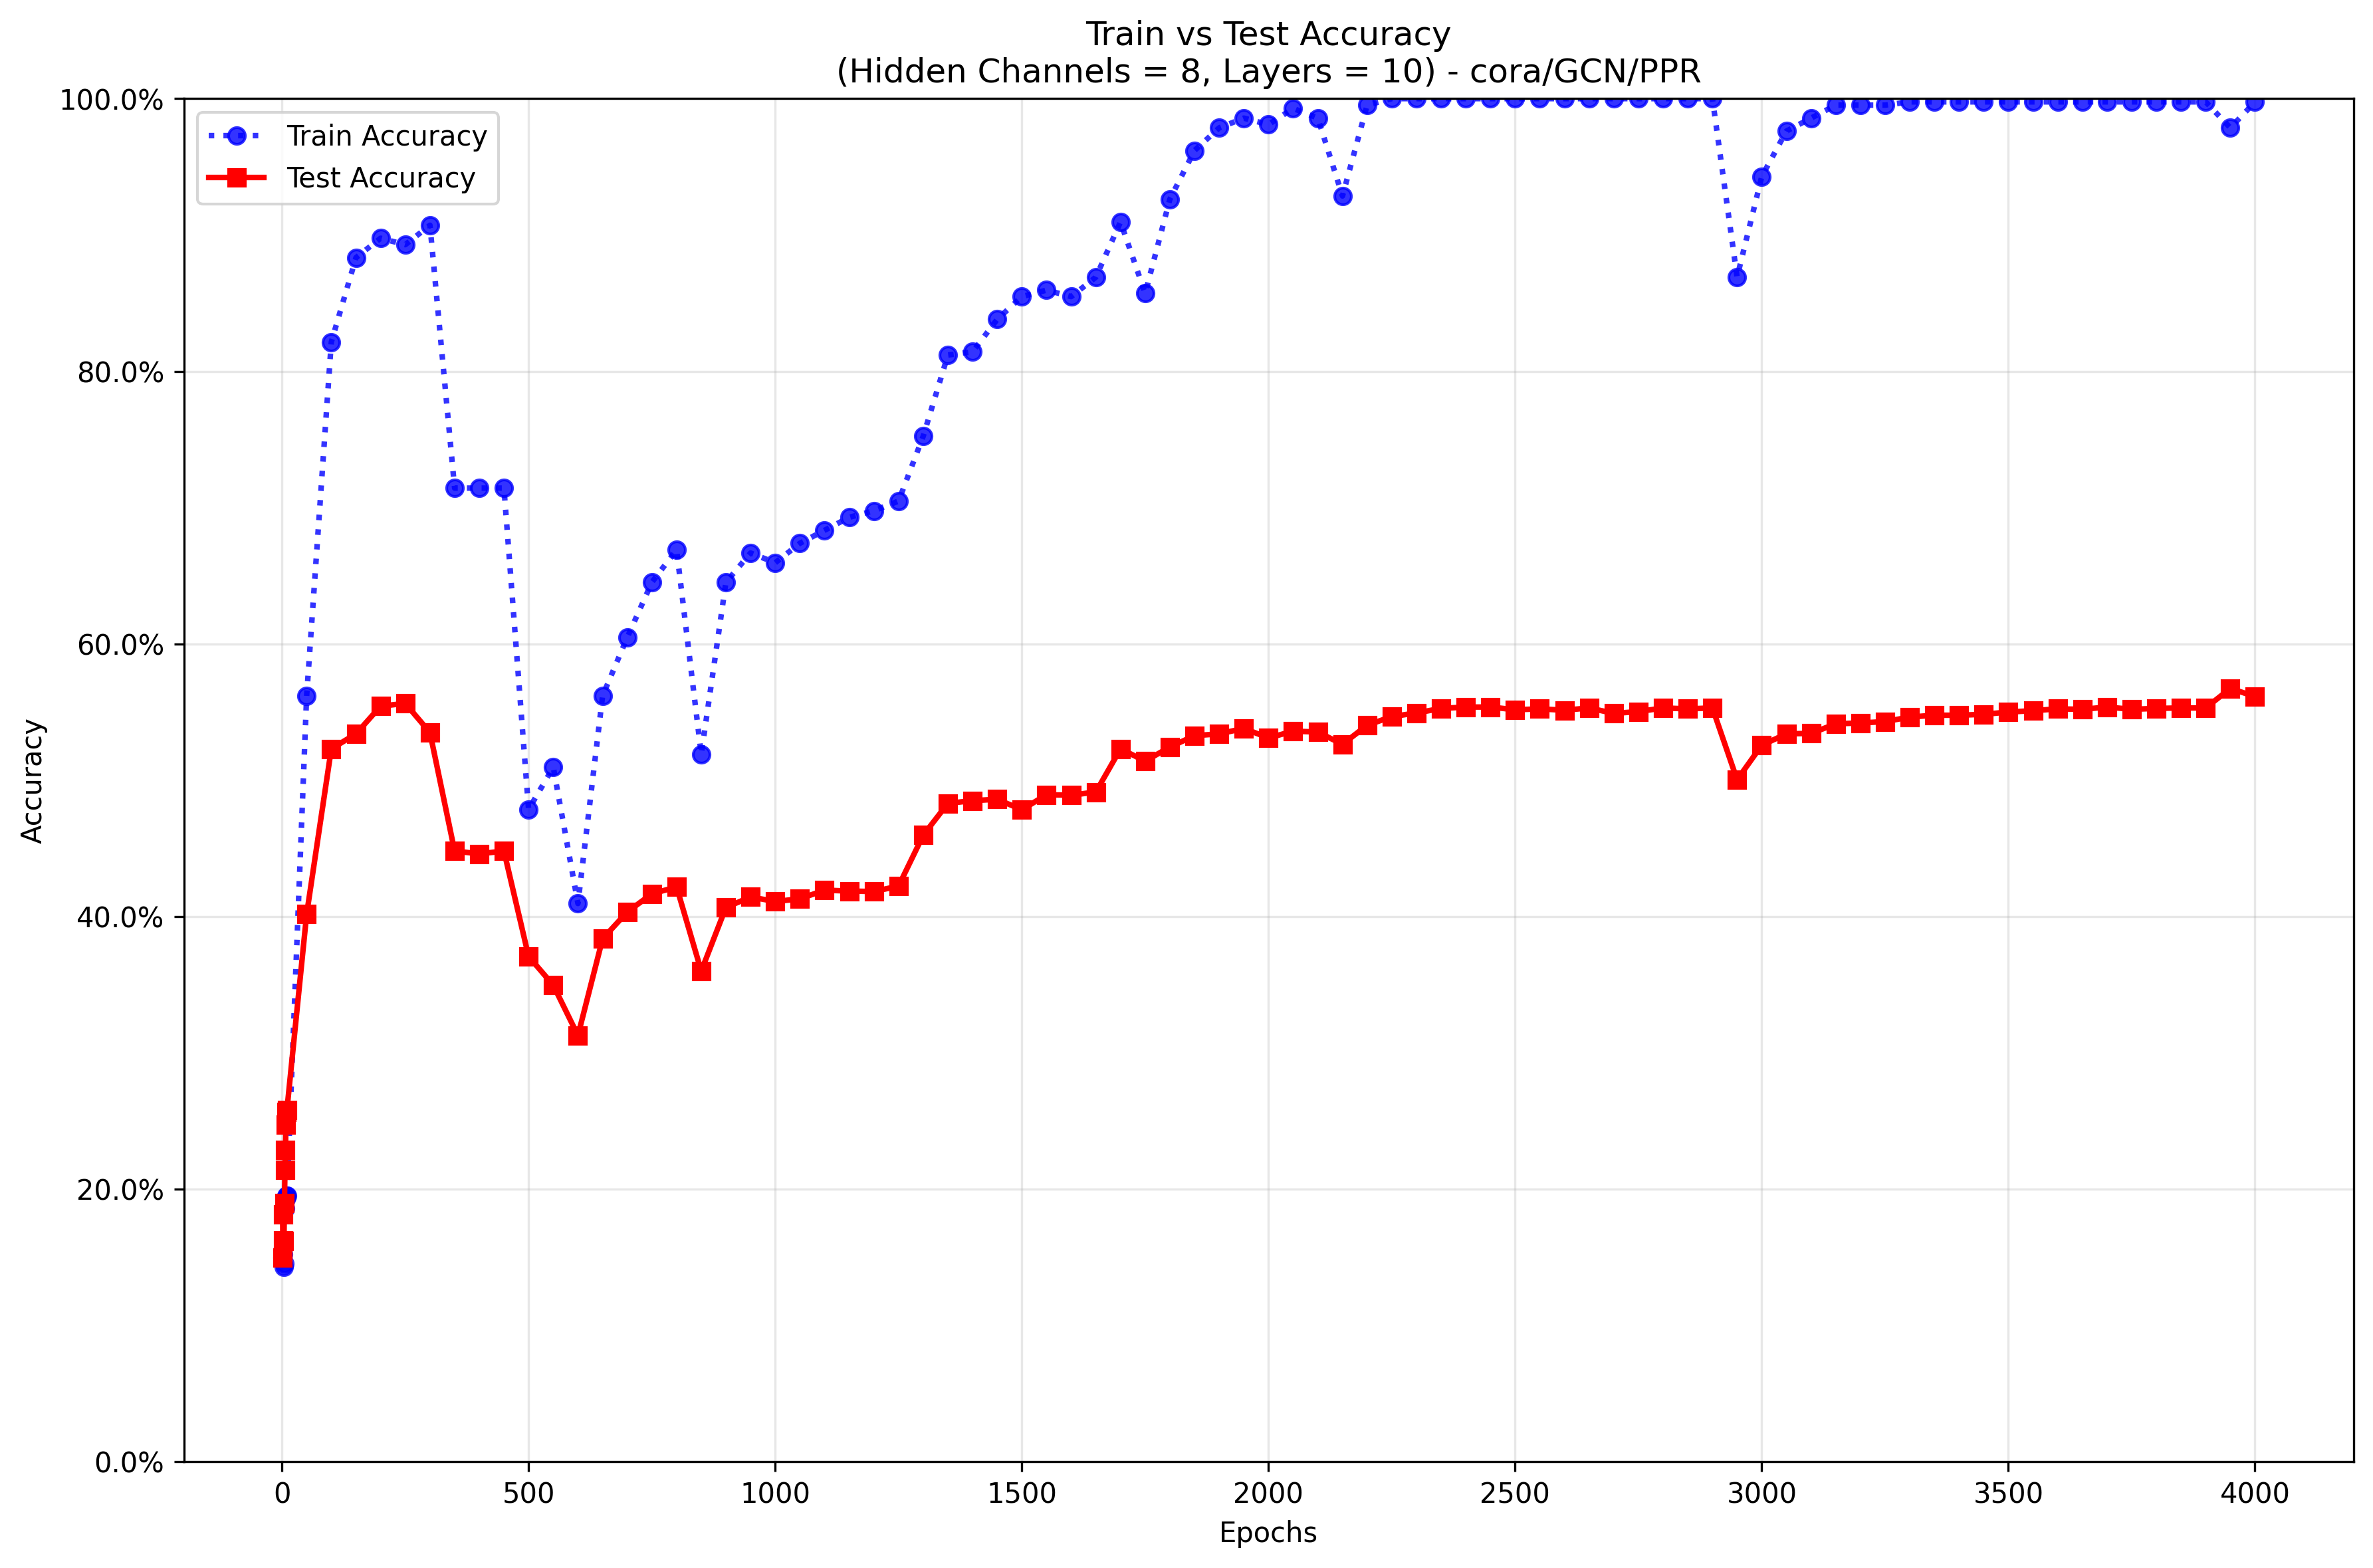 Train vs Test Accuracy
(Hidden Channels = 8, Layers = 10) - cora/GCN/PPR
Train Accuracy
Test Accuracy
100.0%
80.0%
60.0%
40.0%
20.0%
0.0%
Accuracy
0 500 1000 1500 2000 2500 3000 3500 4000
Epochs